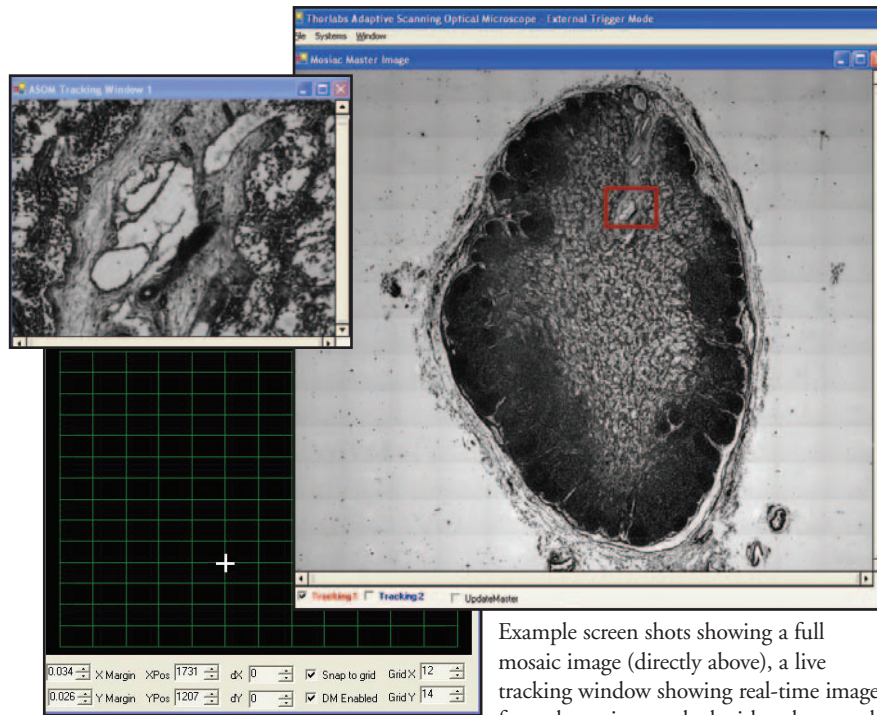 Thorlabs Adaptive Scanning Optical Microscope - External Trigger Mode
File Systems Window
Mosiac Master Image
ASOM Tracking Window 1
Tracking1 Tracking2 UpdateMaster
0.034 X Margin XPos 1731 dX 0 Snap to grid Grid X 12
0.026 Y Margin YPos 1207 dY 0 DM Enabled Grid Y 14
Example screen shots showing a full
mosaic image (directly above), a live
tracking window showing real-time image